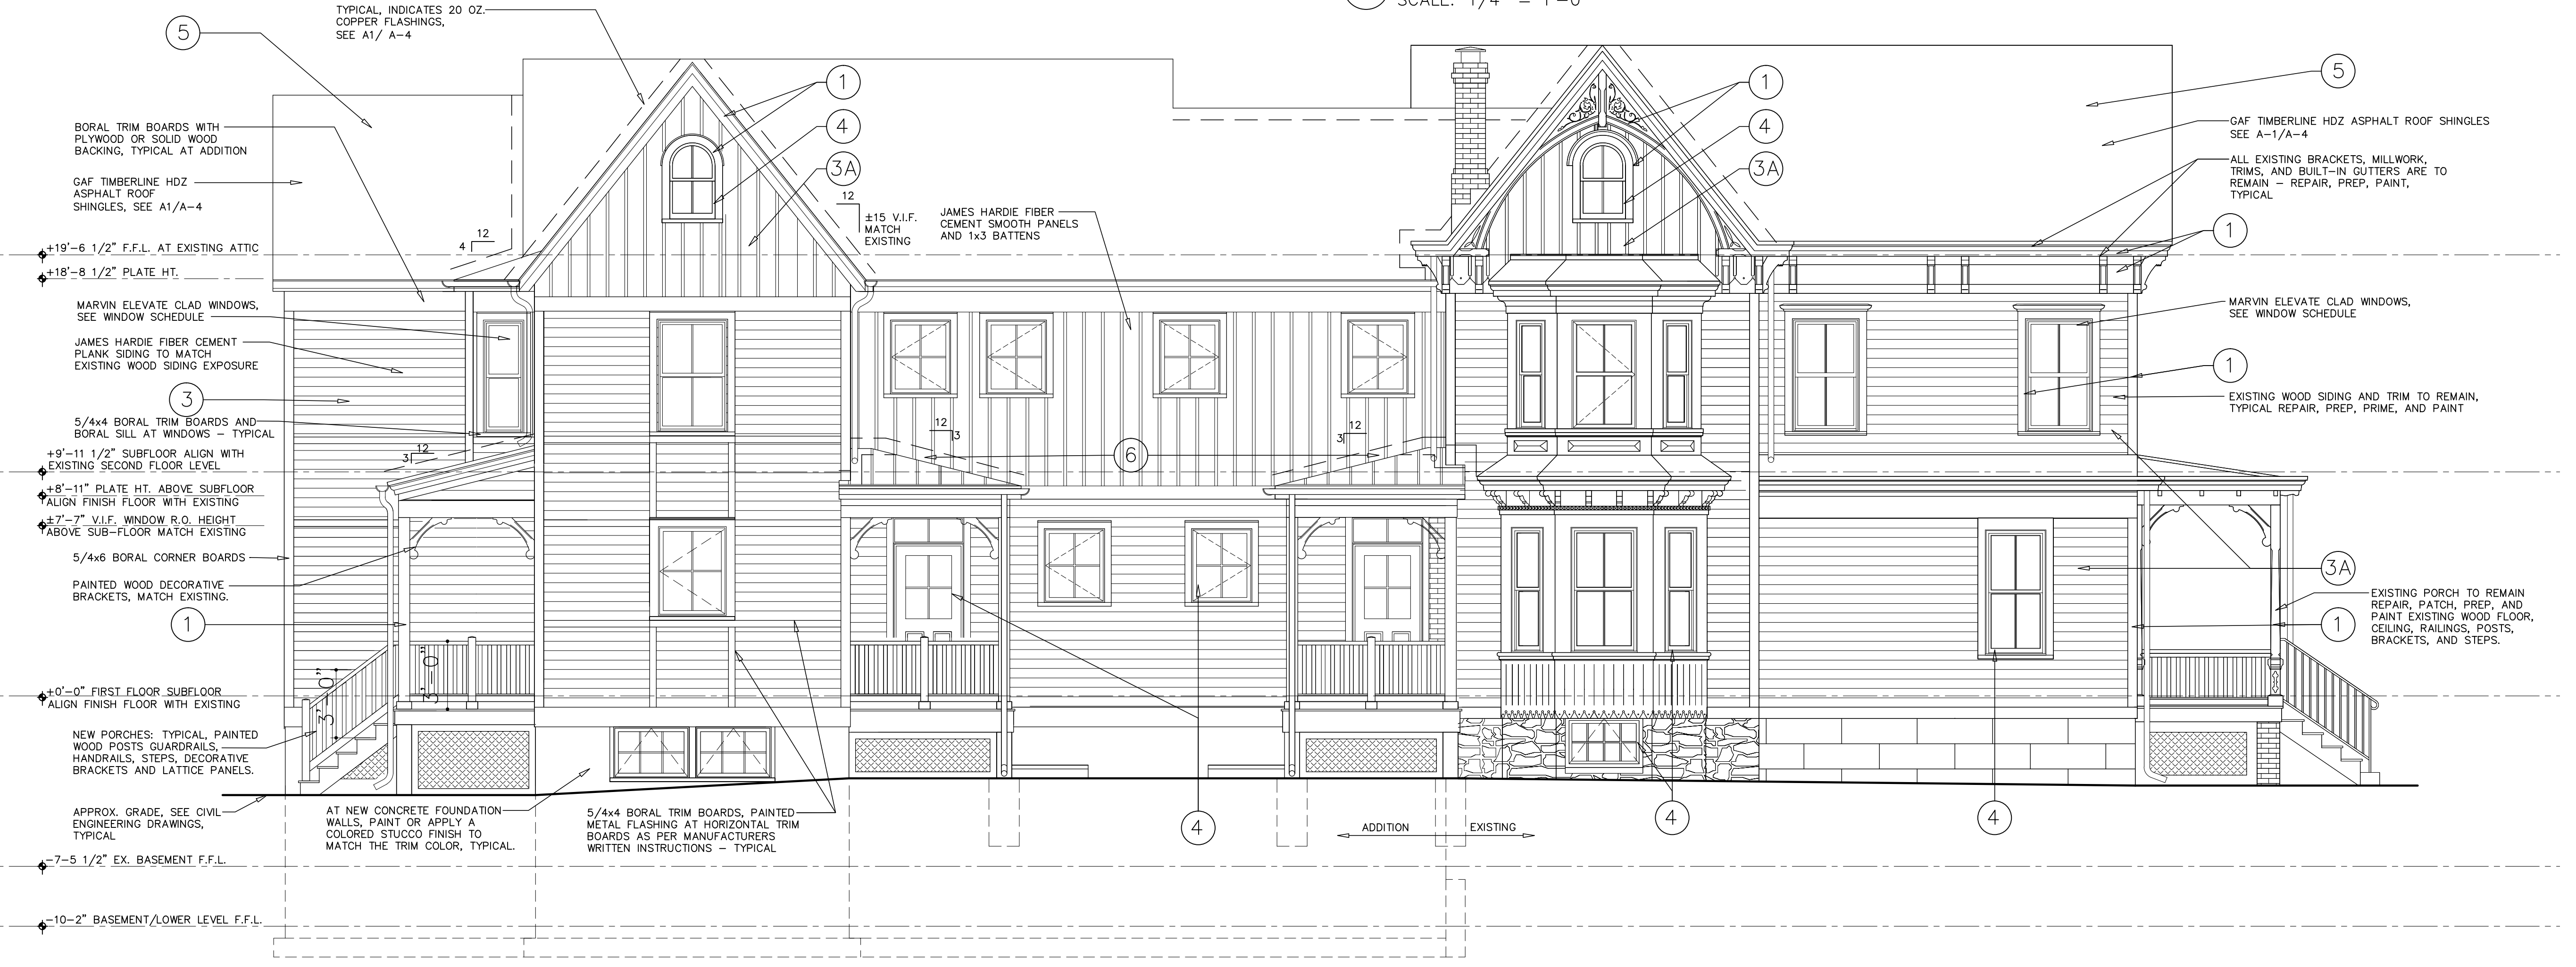 SCALE: 1/4" = 1'-0"
TYPICAL, INDICATES 20 OZ.
COPPER FLASHINGS,
SEE A1/ A-4
5
1
4
3A
1
4
3A
5
BORAL TRIM BOARDS WITH
PLYWOOD OR SOLID WOOD
BACKING, TYPICAL AT ADDITION
GAF TIMBERLINE HDZ
ASPHALT ROOF
SHINGLES, SEE A1/A-4
12
±15 V.I.F.
MATCH
EXISTING
JAMES HARDIE FIBER
CEMENT SMOOTH PANELS
AND 1x3 BATTENS
GAF TIMBERLINE HDZ ASPHALT ROOF SHINGLES
SEE A-1/A-4
ALL EXISTING BRACKETS, MILLWORK,
TRIMS, AND BUILT-IN GUTTERS ARE TO
REMAIN - REPAIR, PREP, PAINT,
TYPICAL
1
12
4
+19'-6 1/2" F.F.L. AT EXISTING ATTIC
+18'-8 1/2" PLATE HT.
MARVIN ELEVATE CLAD WINDOWS,
SEE WINDOW SCHEDULE
JAMES HARDIE FIBER CEMENT
PLANK SIDING TO MATCH
EXISTING WOOD SIDING EXPOSURE
3
5/4x4 BORAL TRIM BOARDS AND
BORAL SILL AT WINDOWS - TYPICAL
MARVIN ELEVATE CLAD WINDOWS,
SEE WINDOW SCHEDULE
1
EXISTING WOOD SIDING AND TRIM TO REMAIN,
TYPICAL REPAIR, PREP, PRIME, AND PAINT
12
3
12
3
12
3
6
+9'-11 1/2" SUBFLOOR ALIGN WITH
EXISTING SECOND FLOOR LEVEL
+8'-11" PLATE HT. ABOVE SUBFLOOR
ALIGN FINISH FLOOR WITH EXISTING
±7'-7" V.I.F. WINDOW R.O. HEIGHT
ABOVE SUB-FLOOR MATCH EXISTING
5/4x6 BORAL CORNER BOARDS
PAINTED WOOD DECORATIVE
BRACKETS, MATCH EXISTING.
1
3A
EXISTING PORCH TO REMAIN
REPAIR, PATCH, PREP, AND
PAINT EXISTING WOOD FLOOR,
CEILING, RAILINGS, POSTS,
BRACKETS, AND STEPS.
1
3'-0"
3'-0"
+0'-0" FIRST FLOOR SUBFLOOR
ALIGN FINISH FLOOR WITH EXISTING
NEW PORCHES: TYPICAL, PAINTED
WOOD POSTS GUARDRAILS,
HANDRAILS, STEPS, DECORATIVE
BRACKETS AND LATTICE PANELS.
APPROX. GRADE, SEE CIVIL
ENGINEERING DRAWINGS,
TYPICAL
AT NEW CONCRETE FOUNDATION
WALLS, PAINT OR APPLY A
COLORED STUCCO FINISH TO
MATCH THE TRIM COLOR, TYPICAL.
5/4x4 BORAL TRIM BOARDS, PAINTED
METAL FLASHING AT HORIZONTAL TRIM
BOARDS AS PER MANUFACTURERS
WRITTEN INSTRUCTIONS - TYPICAL
4
ADDITION
EXISTING
4
4
-7-5 1/2" EX. BASEMENT F.F.L.
-10-2" BASEMENT/LOWER LEVEL F.F.L.